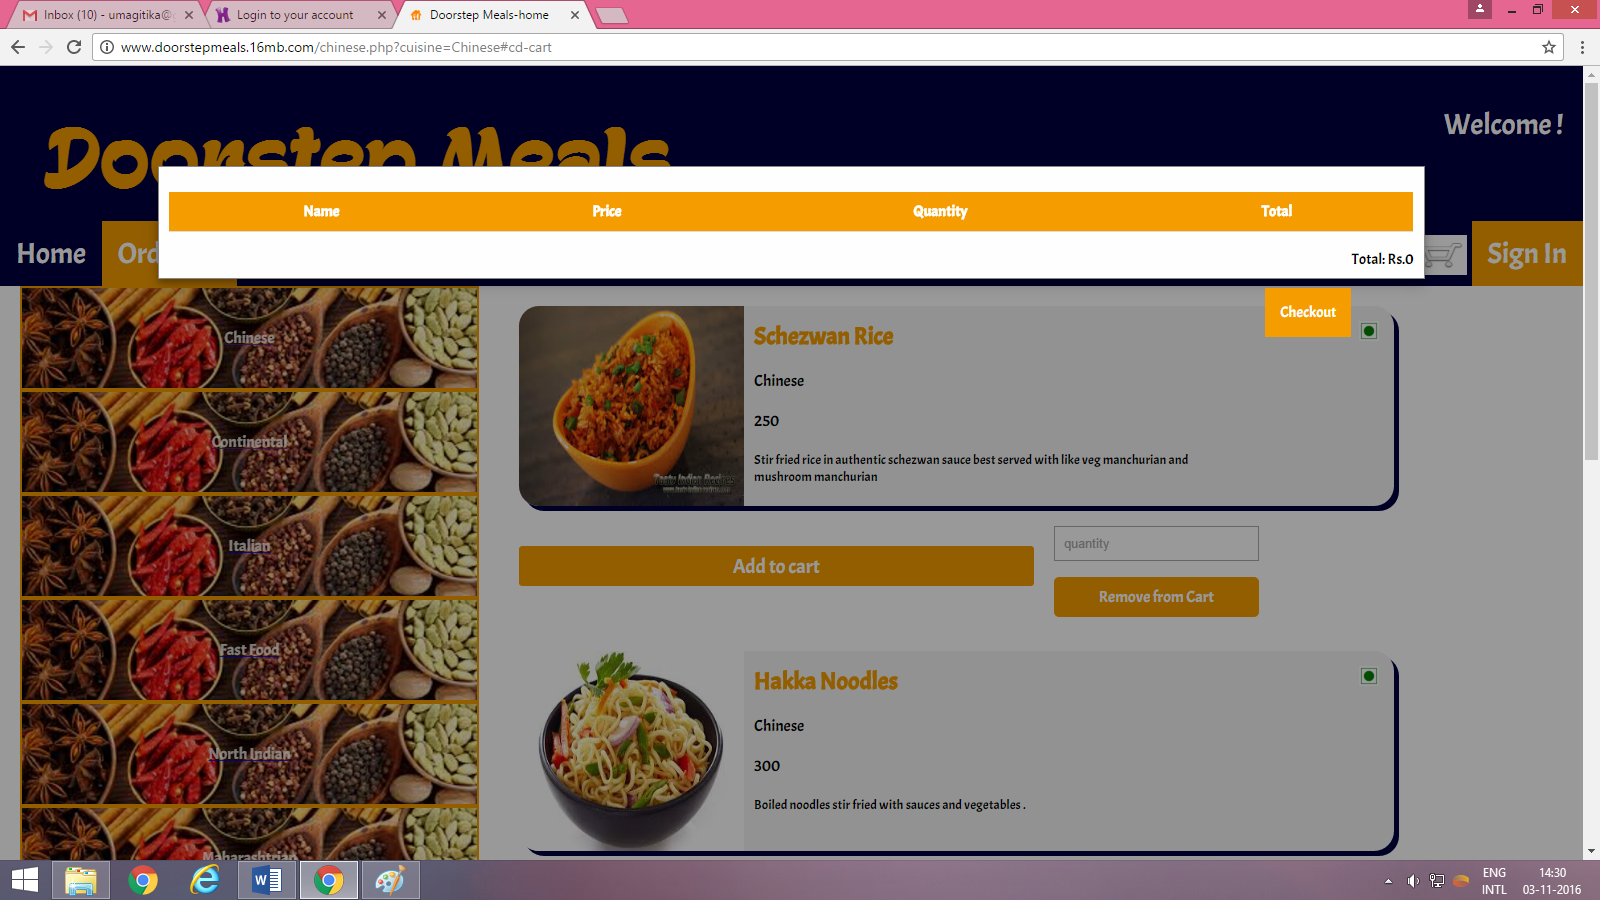 Inbox (10) - umagitika@
Login to your account
Doorstep Meals-home
www.doorstepmeals.16mb.com/chinese.php?cuisine=Chinese#cd-cart
Welcome !
Doorstep Meals
Name Price Quantity Total
Total: Rs.0
Home
Ord
Sign In
Checkout
Chinese
Continental
Italian
Fast Food
North Indian
Maharashtrian
Schezwan Rice
Chinese
250
Stir fried rice in authentic schezwan sauce best served with like veg manchurian and
mushroom manchurian
Tasty Indian Recipes
Add to cart
quantity
Remove from Cart
Hakka Noodles
Chinese
300
Boiled noodles stir fried with sauces and vegetables .
ENG
INTL
14:30
03-11-2016